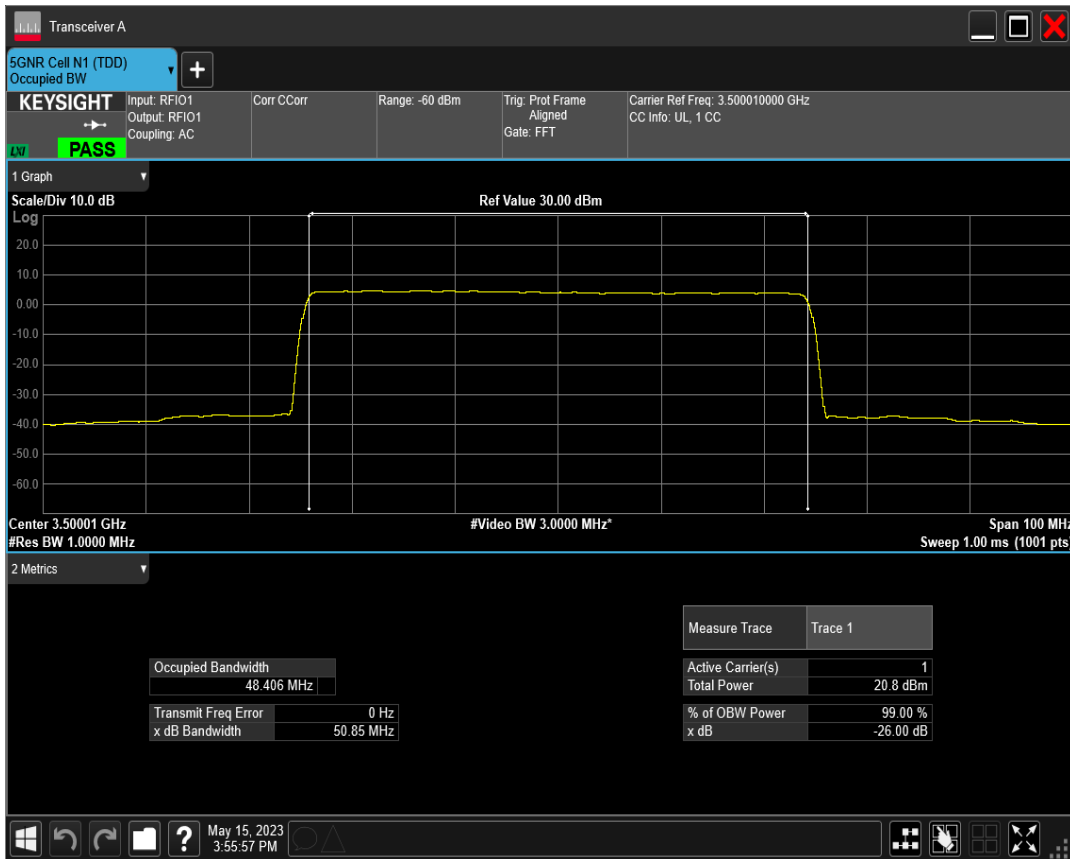 Transceiver A
5GNR Cell N1 (TDD)
Occupied BW
+
KEYSIGHT
LXI
PASS
Input: RFIO1
Output: RFIO1
Coupling: AC
Corr CCorr
Range: -60 dBm
Trig: Prot Frame
Aligned
Gate: FFT
Carrier Ref Freq: 3.500010000 GHz
CC Info: UL, 1 CC
1 Graph
Scale/Div 10.0 dB
Ref Value 30.00 dBm
Log
20.0
10.0
0.00
-10.0
-20.0
-30.0
-40.0
-50.0
-60.0
Center 3.50001 GHz
#Video BW 3.0000 MHz*
Span 100 MHz
#Res BW 1.0000 MHz
Sweep 1.00 ms (1001 pts)
2 Metrics
Measure Trace Trace 1
Occupied Bandwidth
48.406 MHz
Active Carrier(s) 1
Total Power 20.8 dBm
Transmit Freq Error 0 Hz
x dB Bandwidth 50.85 MHz
% of OBW Power 99.00 %
x dB -26.00 dB
?
May 15, 2023
3:55:57 PM